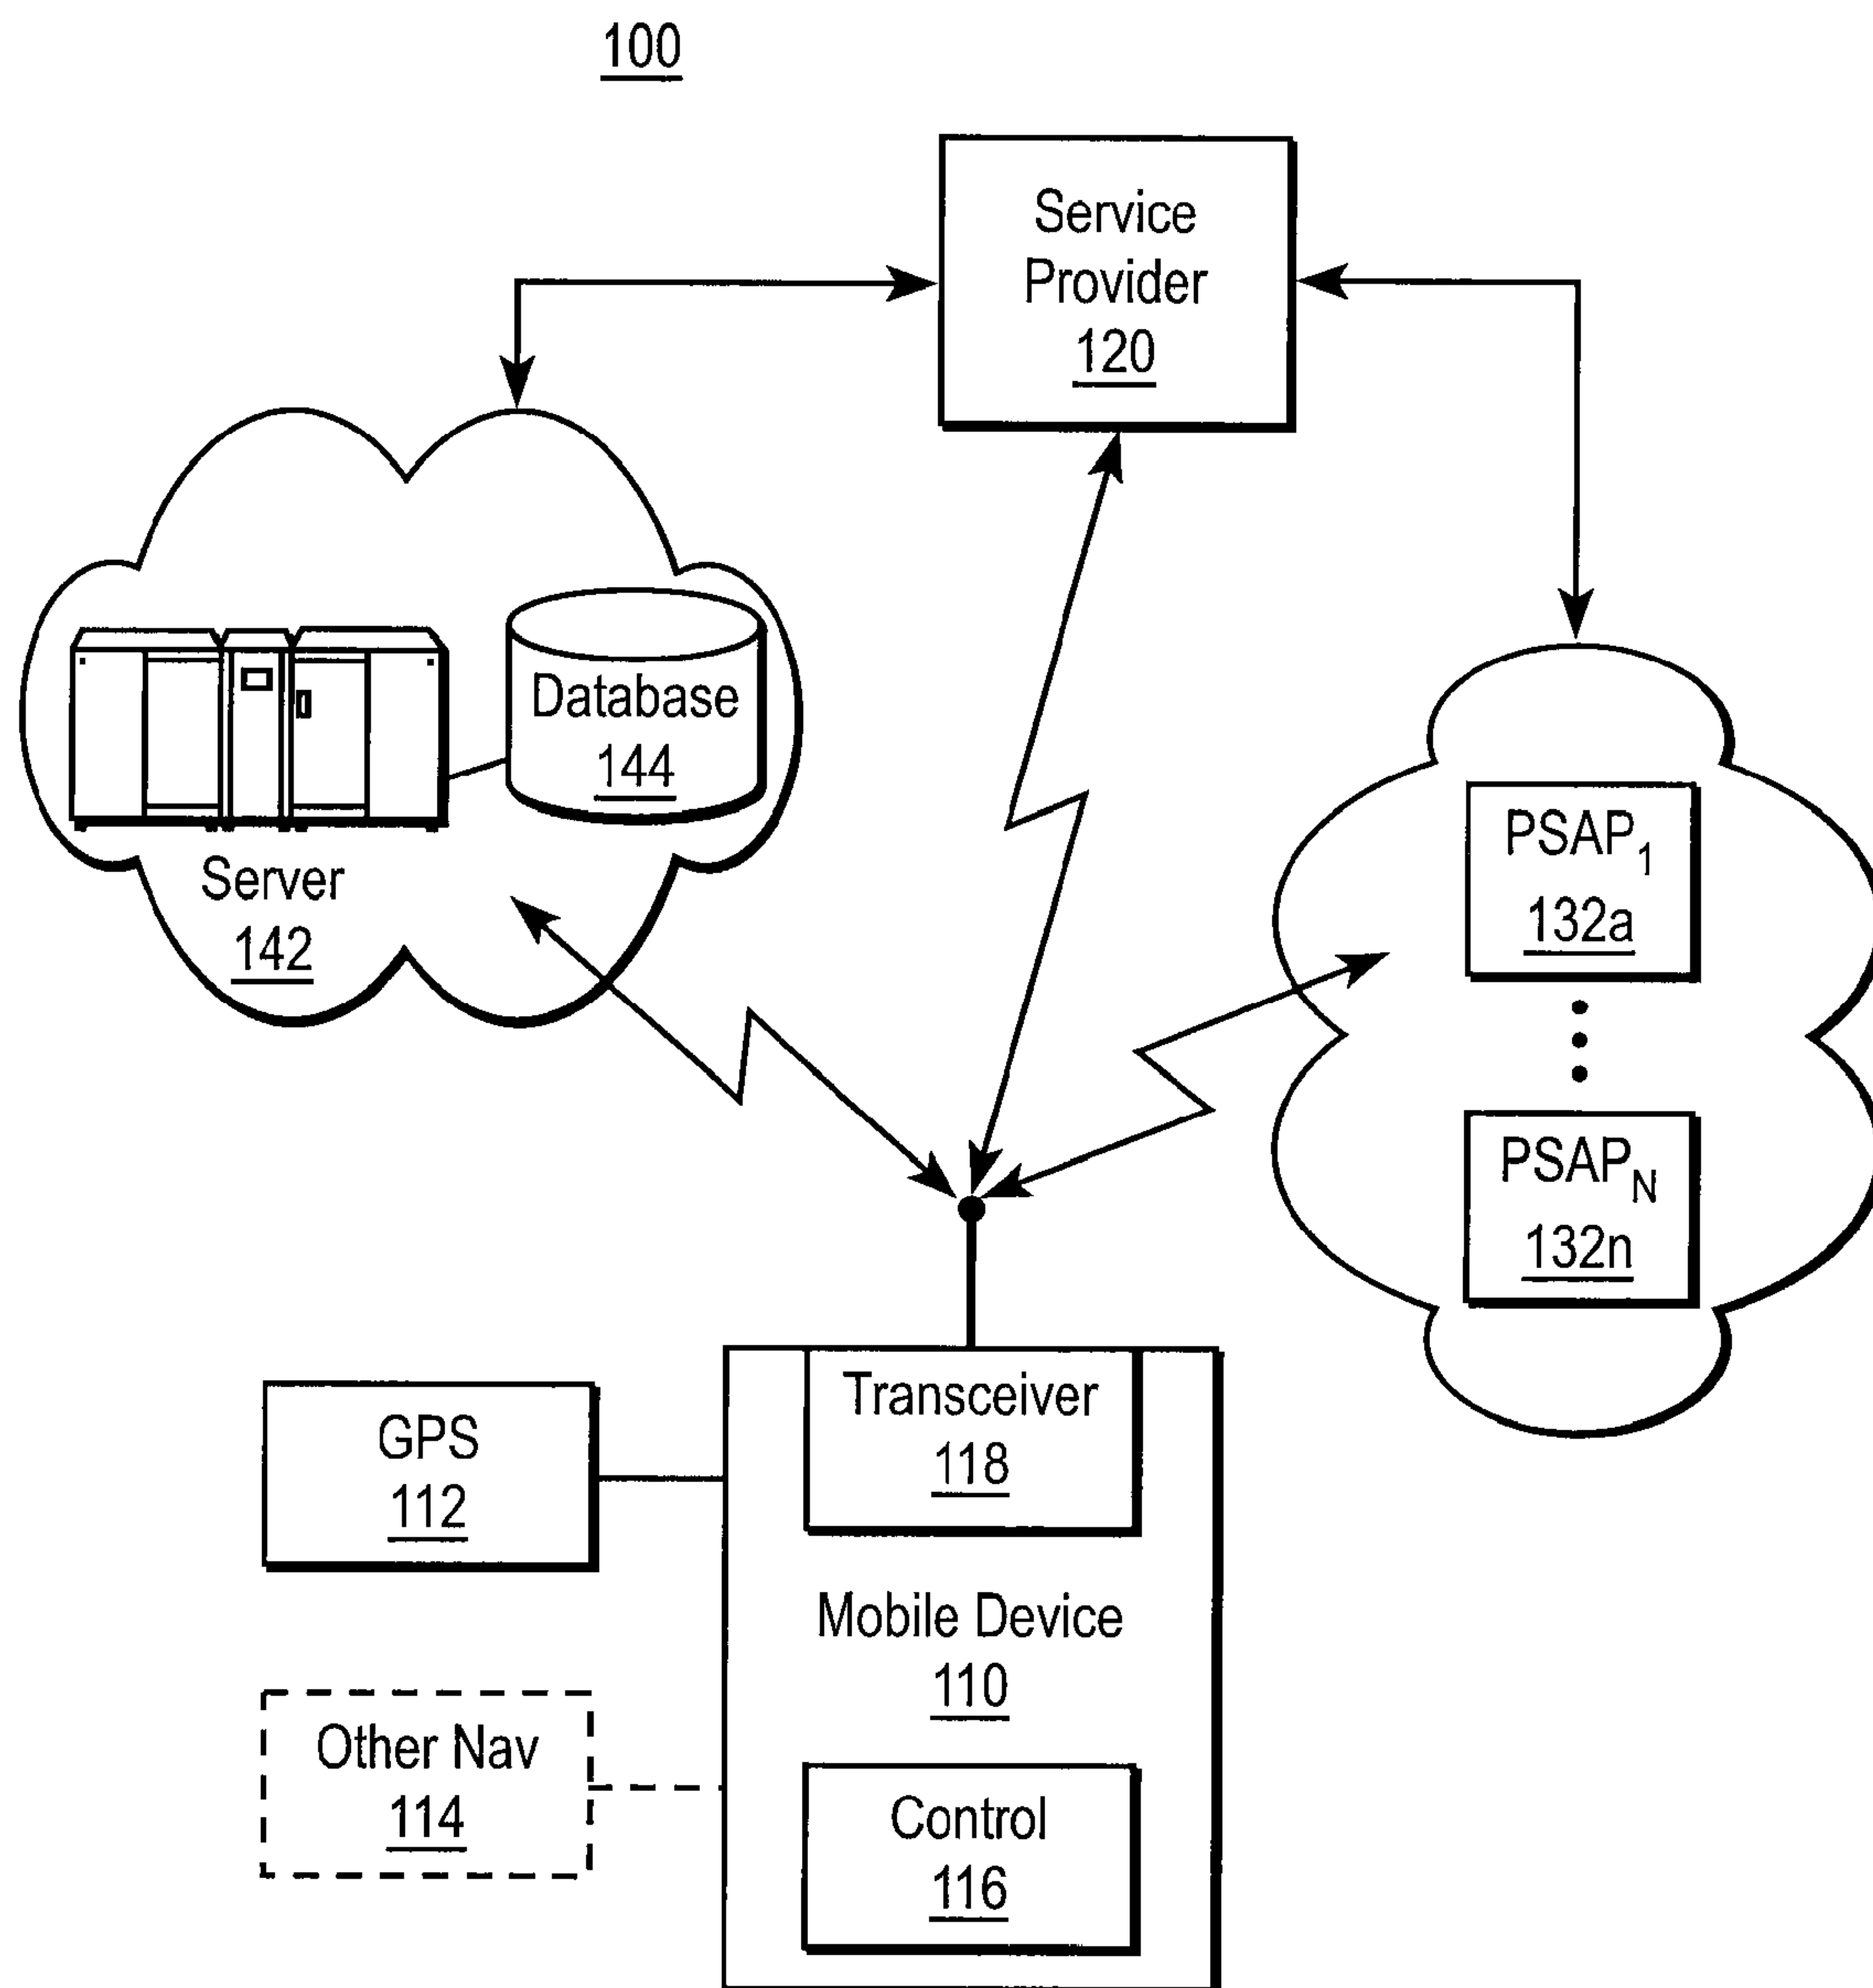 100
Service
Provider
120
Database
144
Server
142
PSAP1
132a
PSAPN
132n
Transceiver
118
GPS
112
Mobile Device
110
Other Nav
114
Control
116